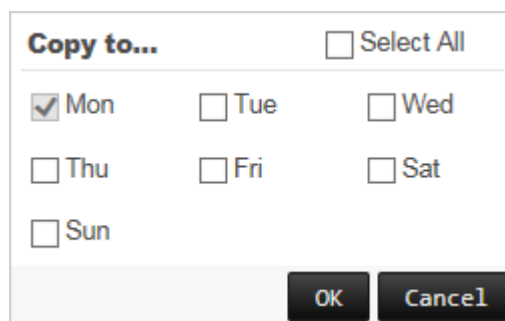 Copy to... Select All
Mon Tue Wed
Thu Fri Sat
Sun
OK Cancel